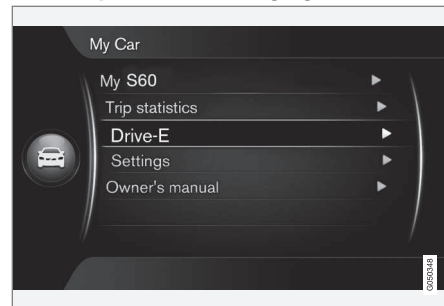 My Car
My S60
Trip statistics
Drive-E
Settings
Owner's manual
G050348